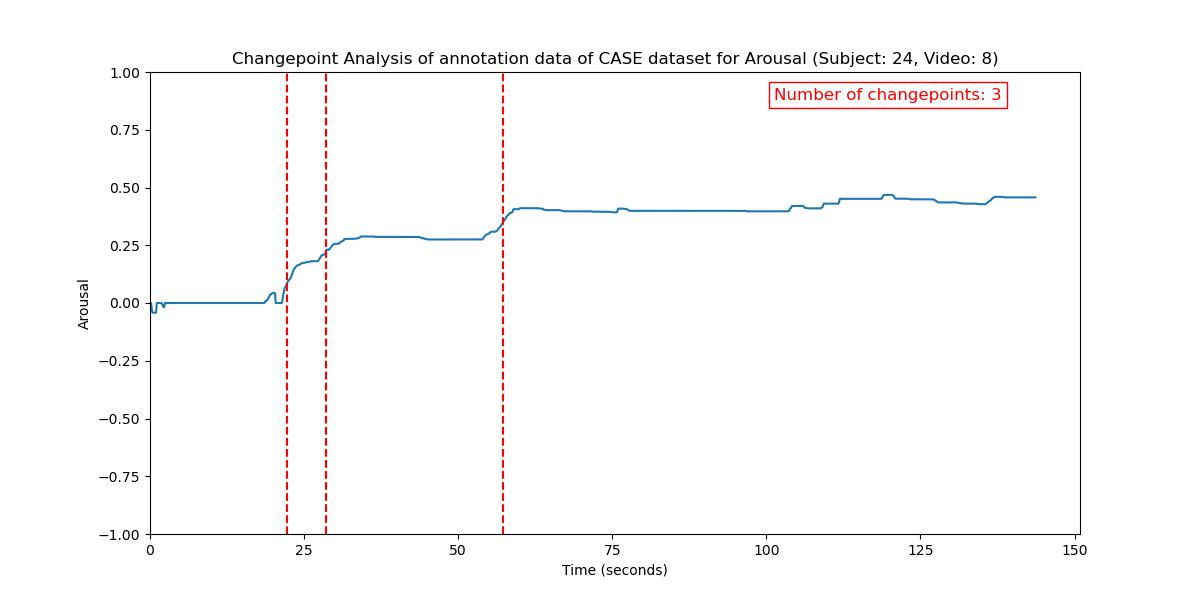 Changepoint Analysis of annotation data of CASE dataset for Arousal (Subject: 24, Video: 8)
Number of changepoints: 3
1.00
0.75
0.50
0.25
0.00
−0.25
−0.50
−0.75
−1.00
Arousal
0 25 50 75 100 125 150
Time (seconds)